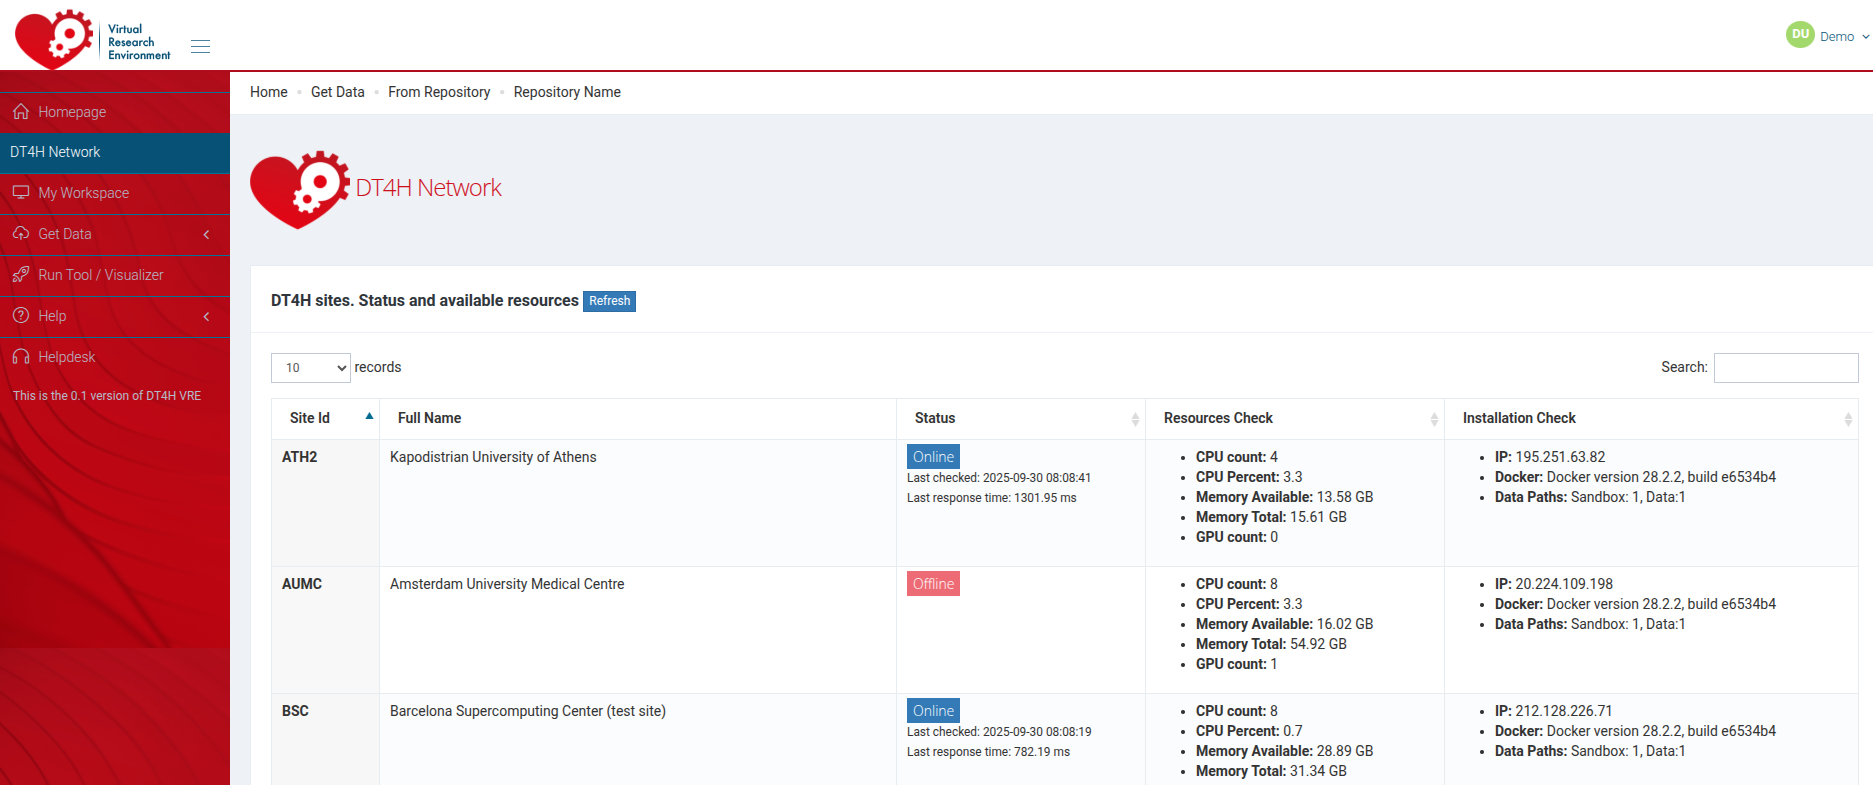 Virtual
Research
Environment
DU Demo
Homepage
DT4H Network
My Workspace
Get Data
Run Tool / Visualizer
Help
Helpdesk
This is the 0.1 version of DT4H VRE
Home • Get Data • From Repository • Repository Name
DT4H Network
DT4H sites. Status and available resources Refresh
10 records
Search:
Site Id Full Name Status Resources Check Installation Check
ATH2 Kapodistrian University of Athens
Online
Last checked: 2025-09-30 08:08:41
Last response time: 1301.95 ms
• CPU count: 4
• CPU Percent: 3.3
• Memory Available: 13.58 GB
• Memory Total: 15.61 GB
• GPU count: 0
• IP: 195.251.63.82
• Docker: Docker version 28.2.2, build e6534b4
• Data Paths: Sandbox: 1, Data:1
AUMC Amsterdam University Medical Centre
Offline
• CPU count: 8
• CPU Percent: 3.3
• Memory Available: 16.02 GB
• Memory Total: 54.92 GB
• GPU count: 1
• IP: 20.224.109.198
• Docker: Docker version 28.2.2, build e6534b4
• Data Paths: Sandbox: 1, Data:1
BSC Barcelona Supercomputing Center (test site)
Online
Last checked: 2025-09-30 08:08:19
Last response time: 782.19 ms
• CPU count: 8
• CPU Percent: 0.7
• Memory Available: 28.89 GB
• Memory Total: 31.34 GB
• IP: 212.128.226.71
• Docker: Docker version 28.2.2, build e6534b4
• Data Paths: Sandbox: 1, Data:1